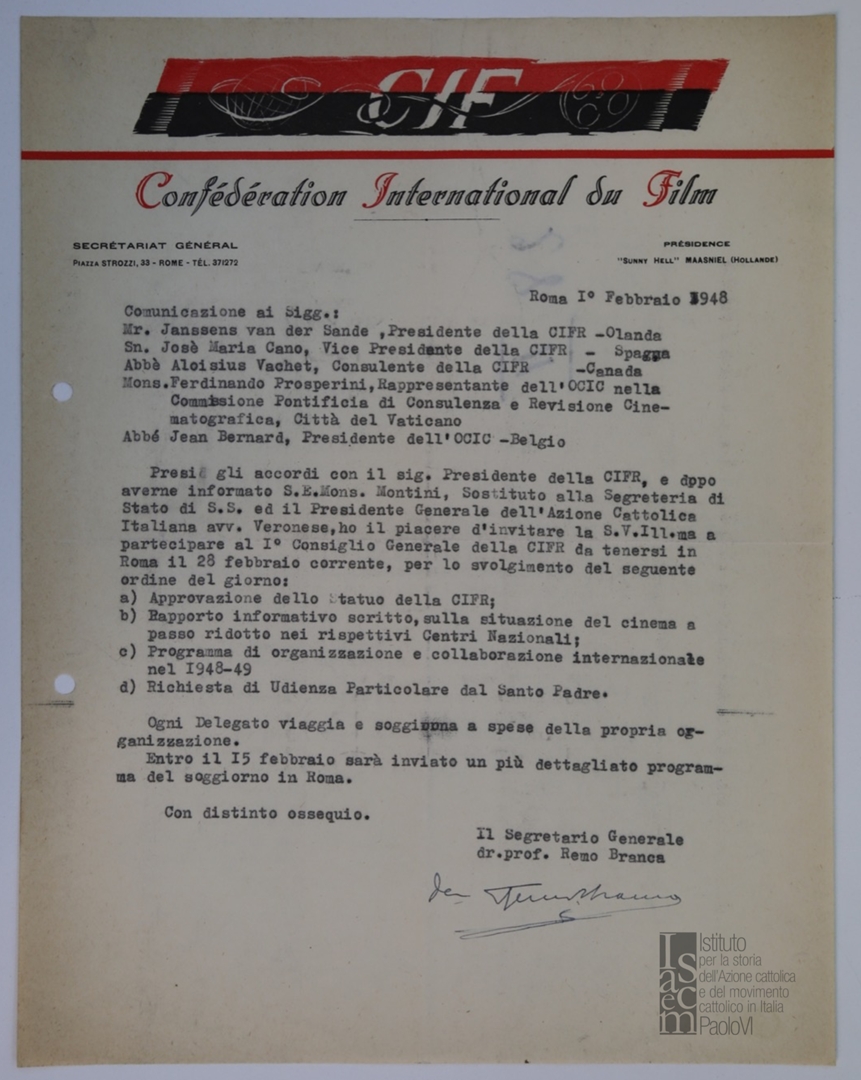 CIF
Confédération International du Film
SECRÉTARIAT GÉNÉRAL
PIAZZA STROZZI, 33 - ROME - TÉL. 371272
PRÉSIDENCE
"SUNNY HELL" MAASNIEL (HOLLANDE)
Roma I° Febbraio 1948
Comunicazione ai Sigg.:
Mr. Janssens van der Sande ,Presidente della CIFR -Olanda
Sn. Josè Maria Cano, Vice Presidente della CIFR - Spagna
Abbè Aloisius Vachet, Consulente della CIFR -Canada
Mons.Ferdinando Prosperini,Rappresentante dell'OCIC nella
Commissione Pontificia di Consulenza e Revisione Cine-
matografica, Città del Vaticano
Abbé Jean Bernard, Presidente dell'OCIC -Belgio
Presi gli accordi con il sig. Presidente della CIFR, e dppo
averne informato S.E.Mons. Montini, Sostituto alla Segreteria di
Stato di S.S. ed il Presidente Generale dell'Azione Cattolica
Italiana avv. Veronese,ho il piacere d'invitare la S.V.Ill.ma a
partecipare al I° Consiglio Generale della CIFR da tenersi in
Roma il 28 febbraio corrente, per lo svolgimento del seguente
ordine del giorno:
a) Approvazione dello Statuo della CIFR;
b) Rapporto informativo scritto,sulla situazione del cinema a
passo ridotto nei rispettivi Centri Nazionali;
c) Programma di organizzazione e collaborazione internazionale
nel I948-49
d) Richiesta di Udienza Particolare dal Santo Padre.
Ogni Delegato viaggia e a spese della propria or-
ganizzazione.
Entro il I5 febbraio sarà inviato un più dettagliato program-
ma del soggiorno in Roma.
Con distinto ossequio.
Il Segretario Generale
dr.prof. Remo Branca
Isacem
Istituto
per la storia
dell'Azione cattolica
e del movimento
cattolico in Italia
PaoloVI